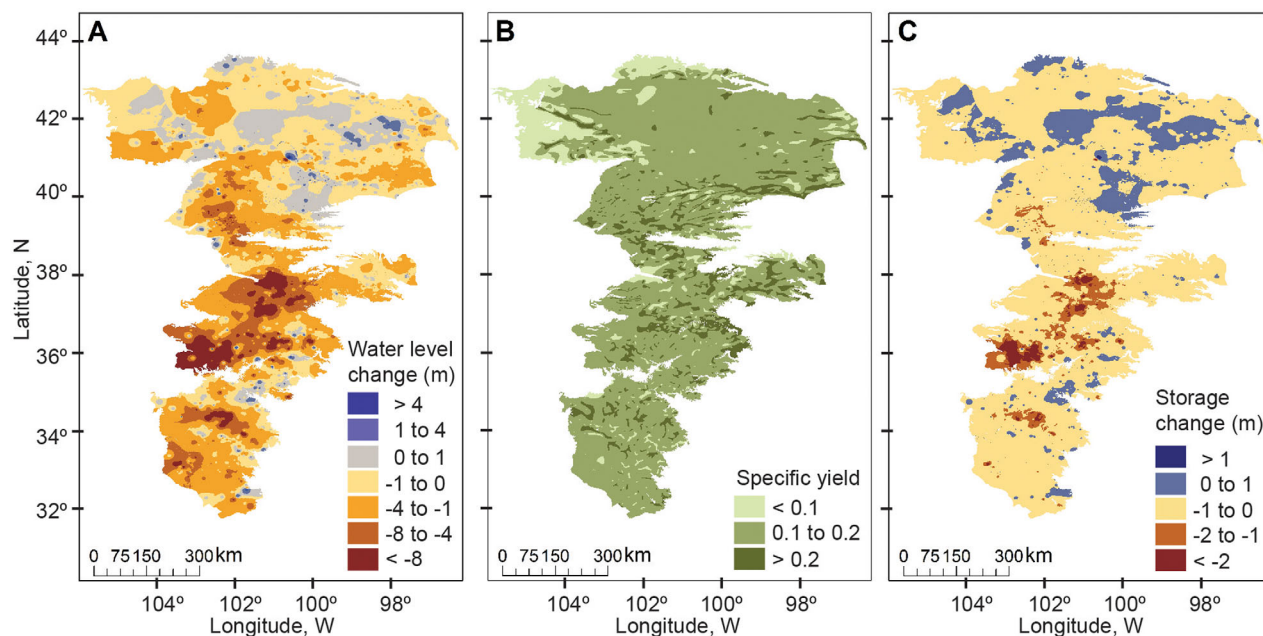 A
B
C
44º
42º
40º
38º
36º
34º
32º
Latitude, N
Water level
change (m)
> 4
1 to 4
0 to 1
-1 to 0
-4 to -1
-8 to -4
< -8
0 75 150 300 km
104º 102º 100º 98º
Longitude, W
Specific yield
< 0.1
0.1 to 0.2
> 0.2
0 75 150 300 km
104º 102º 100º 98º
Longitude, W
Storage
change (m)
> 1
0 to 1
-1 to 0
-2 to -1
< -2
0 75 150 300 km
104º 102º 100º 98º
Longitude, W